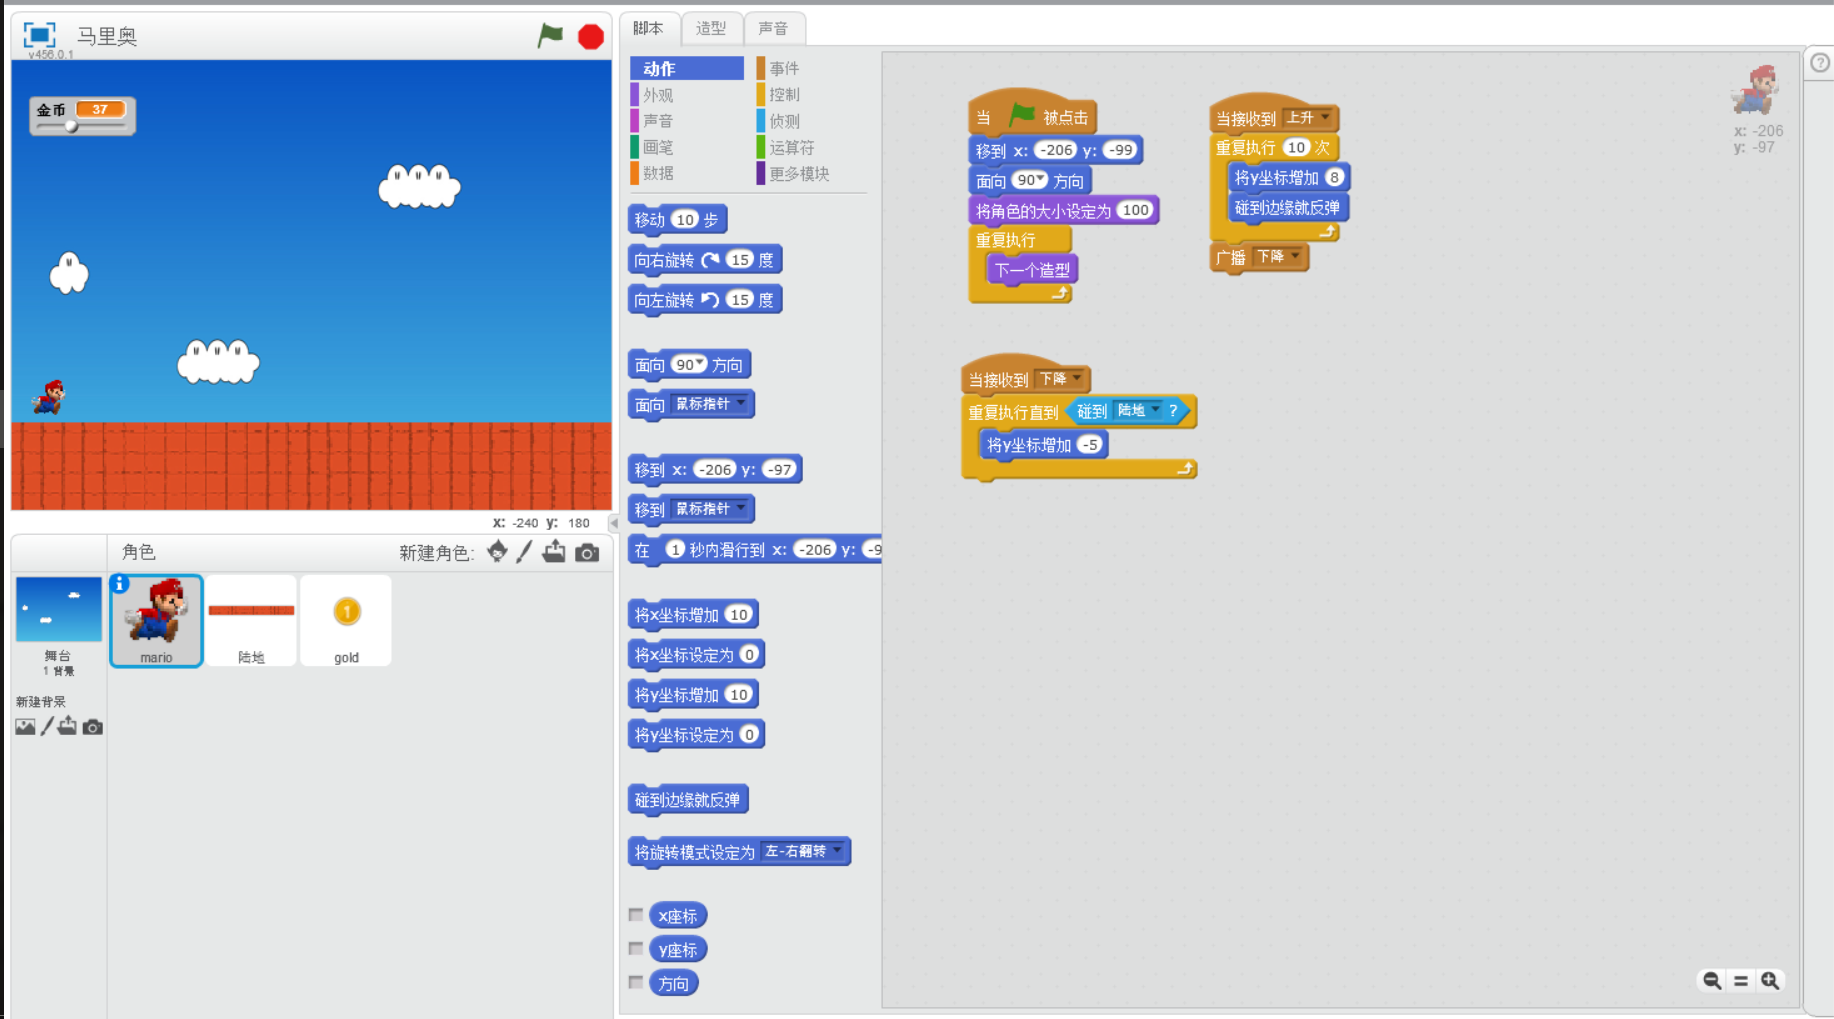 马里奥
v456.0.1
金币 37
x: -240 y: 180
角色
新建角色:
舞台
1 背景
新建背景
mario
陆地
1
gold
脚本
造型
声音
动作
事件
外观
控制
声音
侦测
画笔
运算符
数据
更多模块
移动 10 步
向右旋转 15 度
向左旋转 15 度
面向 90 方向
面向 鼠标指针
移到 x: -206 y: -97
移到 鼠标指针
在 1 秒内滑行到 x: -206 y: -9
将x坐标增加 10
将x坐标设定为 0
将y坐标增加 10
将y坐标设定为 0
碰到边缘就反弹
将旋转模式设定为 左-右翻转
x座标
y座标
方向
当 被点击
移到 x: -206 y: -99
面向 90 方向
将角色的大小设定为 100
重复执行
下一个造型
当接收到 上升
重复执行 10 次
将y坐标增加 8
碰到边缘就反弹
广播 下降
当接收到 下降
重复执行直到 碰到 陆地 ?
将y坐标增加 -5
x: -206
y: -97
?